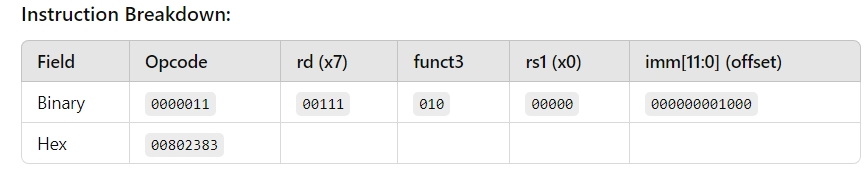 Instruction Breakdown:
Field Opcode rd (x7) funct3 rs1 (x0) imm[11:0] (offset)
Binary 0000011 00111 010 00000 000000001000
Hex 00802383